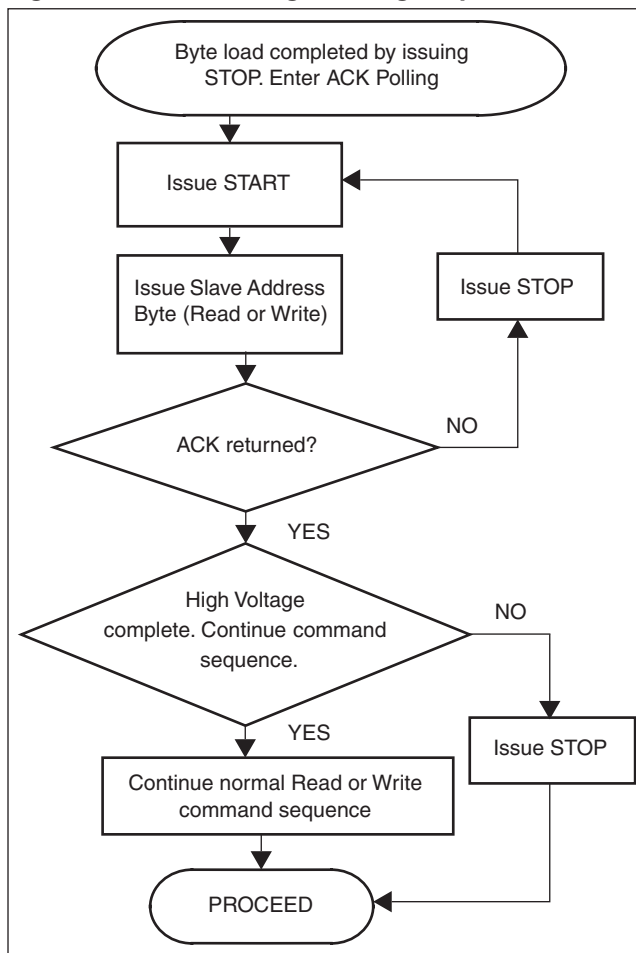 Byte load completed by issuing
STOP. Enter ACK Polling
Issue START
Issue Slave Address
Byte (Read or Write)
Issue STOP
ACK returned?
NO
YES
High Voltage
complete. Continue command
sequence.
NO
YES
Issue STOP
Continue normal Read or Write
command sequence
PROCEED